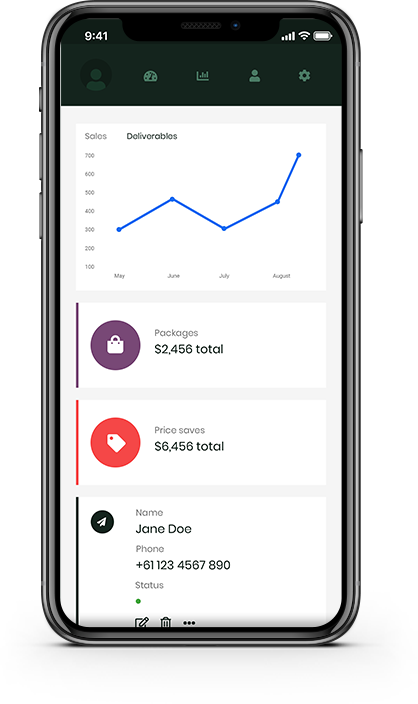 9:41
Sales Deliverables
700
600
500
400
300
200
100
May June July August
Packages
$2,456 total
Price saves
$6,456 total
Name
Jane Doe
Phone
+61 123 4567 890
Status